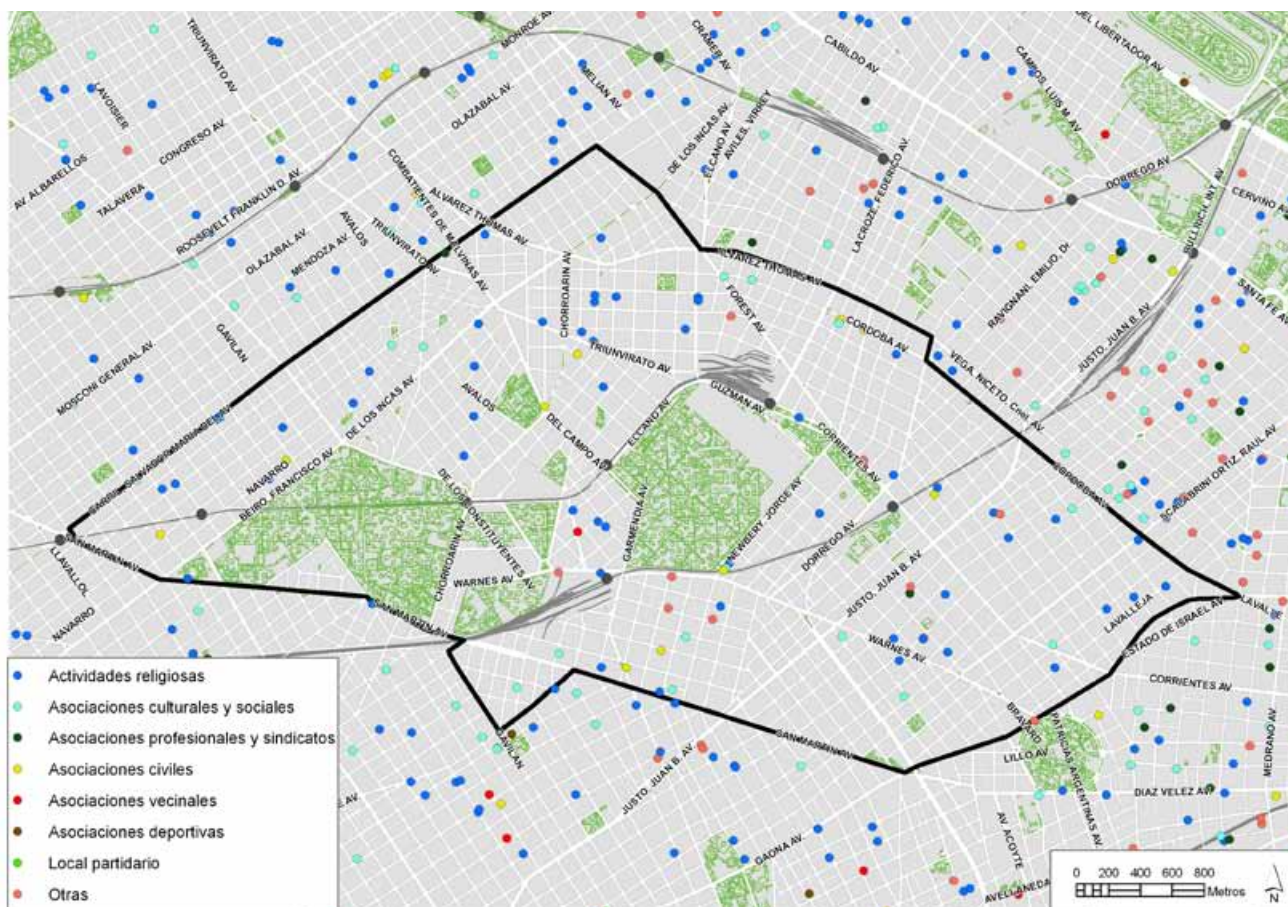 TRIUNVIRATO AV.
MONROE AV.
CRAMER AV.
CABILDO AV.
DEL LIBERTADOR AV.
CAMPOS, LUIS M. AV.
LAVOISIER
MELIAN AV.
OLAZABAL AV.
CONGRESO AV.
DE LOS INCAS AV.
ELCANO AV.
AVILES, VIRREY
AV. ALBARELLOS
TALAVERA
COMBATIENTES DE MALVINAS AV.
LACROZE, FEDERICO AV.
DORREGO AV.
CERVIÑO AV.
ROOSEVELT FRANKLIN D. AV.
ALVAREZ THOMAS AV.
AVALOS
TRIUNVIRATO AV.
BULLRICH, INT. AV.
OLAZABAL AV.
MENDOZA AV.
CHORROARIN AV.
ALVAREZ THOMAS AV.
RAVIGNANI, EMILIO, Dr.
SANTA FE AV.
FOREST AV.
GAVILAN
CORDOBA AV.
JUSTO, JUAN B. AV.
MOSCONI GENERAL AV.
TRIUNVIRATO AV.
VEGA, NICETO, Cnel. AV.
DE LOS INCAS AV.
AVALOS
GUZMAN AV.
DEL CAMPO AV.
ELCANO AV.
CORRIENTES AV.
SCALABRINI ORTIZ, RAUL AV.
NAVARRO
BEIRO, FRANCISCO AV.
CORDOBA AV.
DE LOS CONSTITUYENTES AV.
GARMENDIA AV.
NEWBERY, JORGE AV.
DORREGO AV.
CHORROARIN AV.
SAN MARTIN AV.
LLAVALLOL
WARNES AV.
JUSTO, JUAN B. AV.
LAVALLEJA
LAVALLE
ESTADO DE ISRAEL AV.
NAVARRO
SAN MARTIN AV.
WARNES AV.
CORRIENTES AV.
GAVILAN
BRAVARD
PATRICIAS ARGENTINAS AV.
MEDRANO AV.
SAN MARTIN AV.
LILLO AV.
JUSTO, JUAN B. AV.
DIAZ VELEZ AV.
AV. ACOYTE
GAONA AV.
AVELLANEDA
Actividades religiosas
Asociaciones culturales y sociales
Asociaciones profesionales y sindicatos
Asociaciones civiles
Asociaciones vecinales
Asociaciones deportivas
Local partidario
Otras
0 200 400 600 800
Metros
N